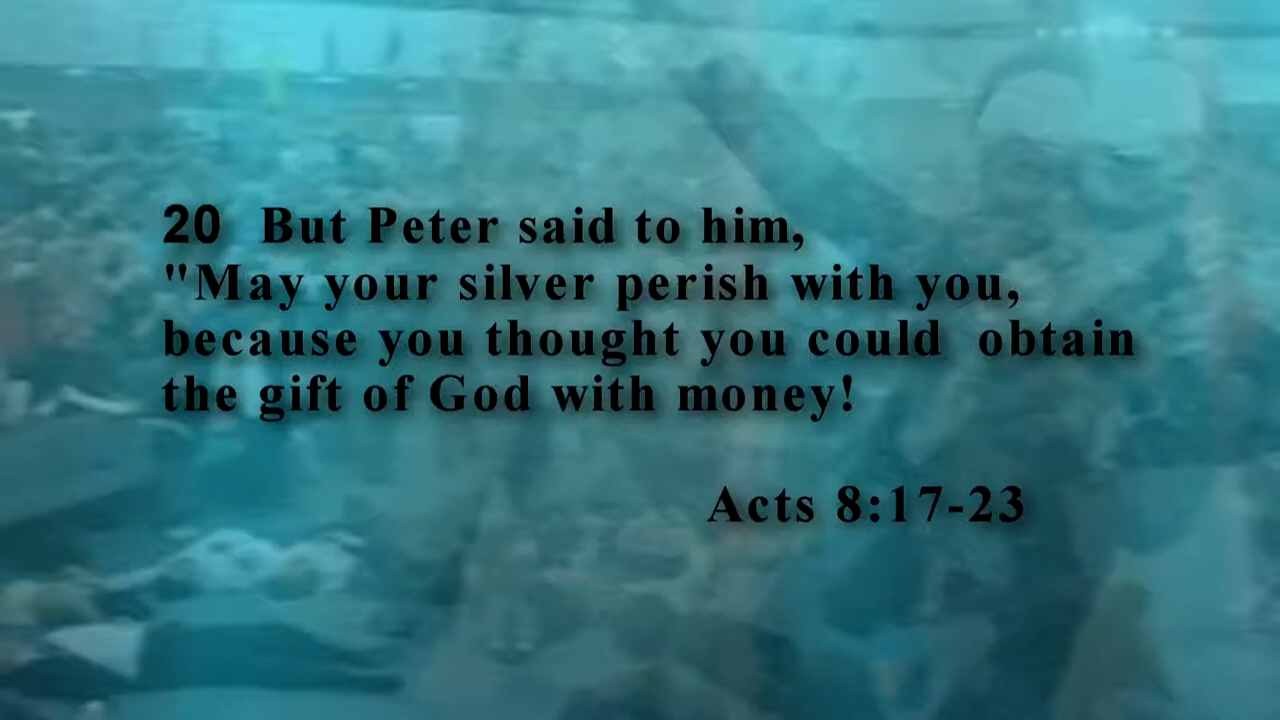 20 But Peter said to him,
"May your silver perish with you,
because you thought you could obtain
the gift of God with money!
Acts 8:17-23